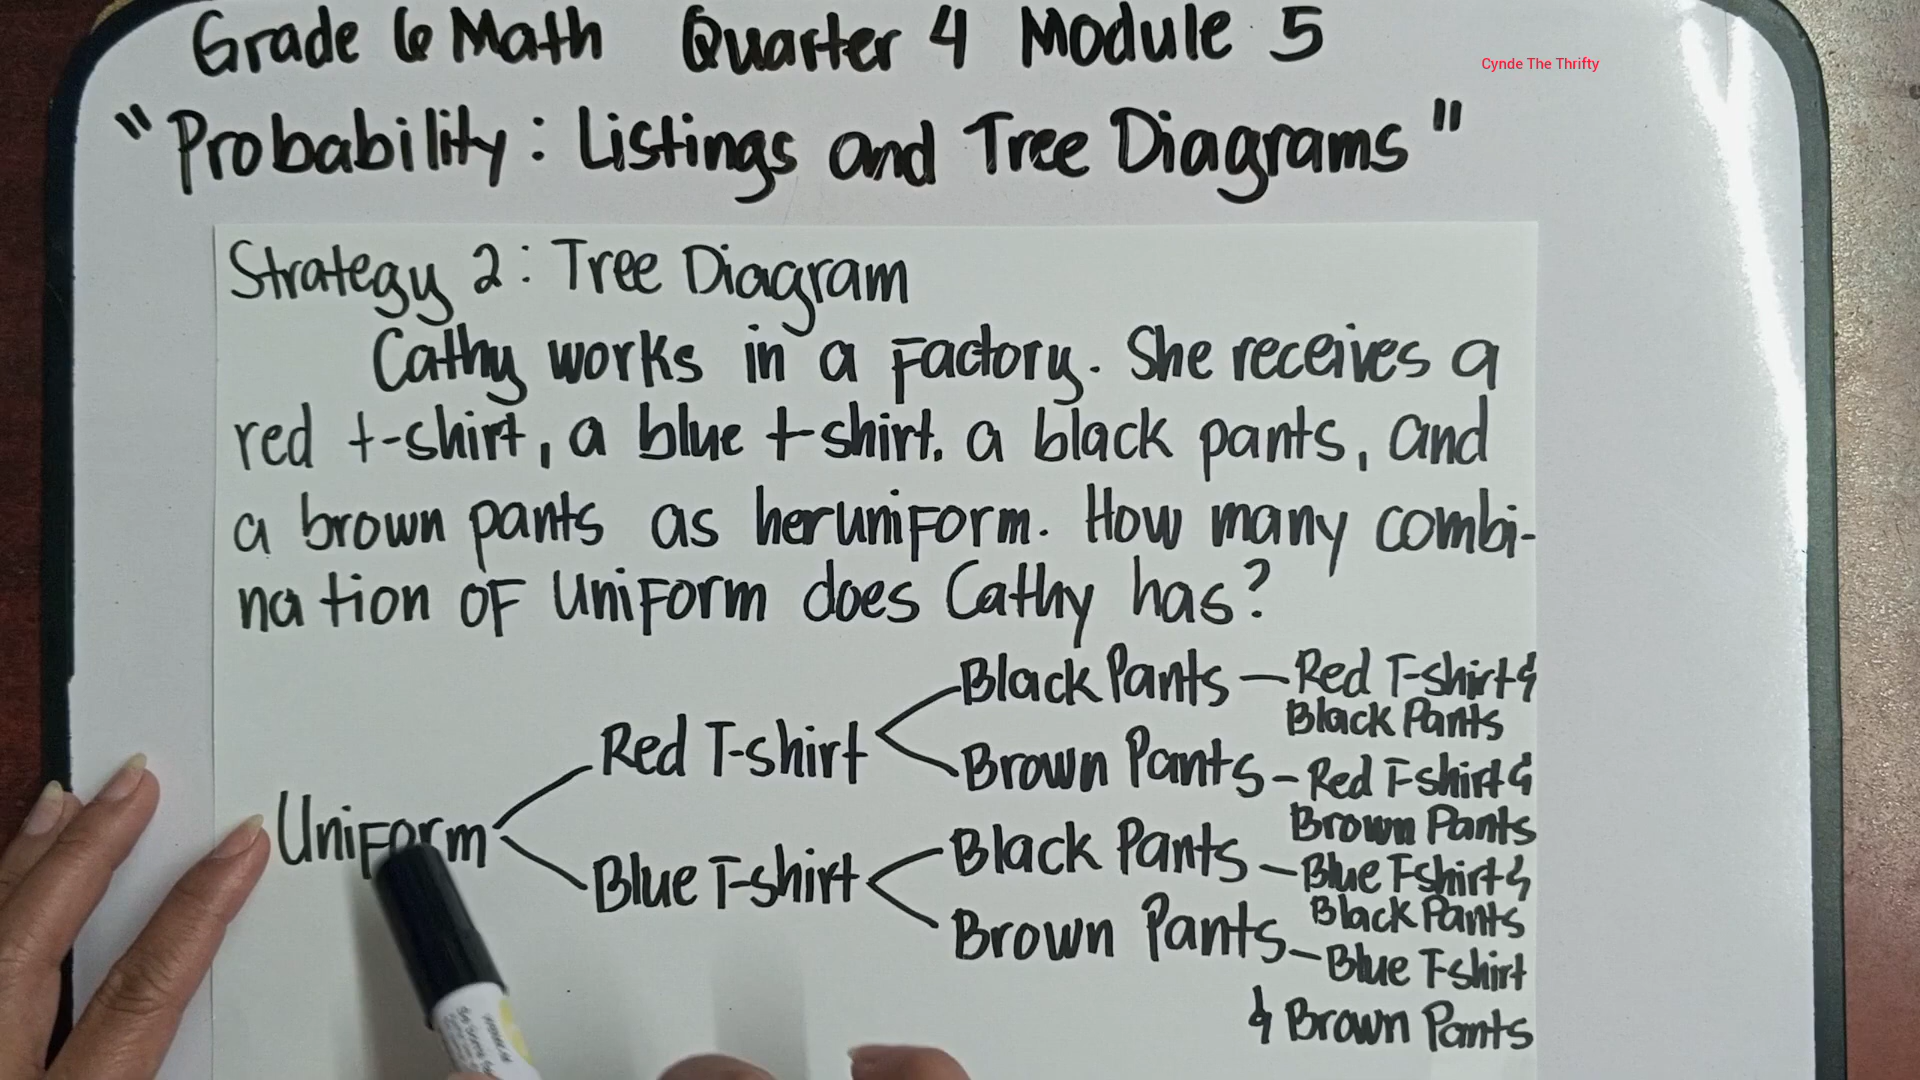 Grade 6 Math Quarter 4 Module 5
Cynde The Thrifty
"Probability: Listings and Tree Diagrams"
Strategy 2: Tree Diagram
Cathy works in a Factory. She receives a
red t-shirt, a blue t-shirt. a black pants, and
a brown pants as her uniform. How many combi-
nation of Uniform does Cathy has?
Uniform
Red T-shirt
Blue T-shirt
Black Pants - Red T-shirt &
Black Pants
Brown Pants - Red T-shirt &
Brown Pants
Black Pants - Blue T-shirt &
Black Pants
Brown Pants - Blue T-shirt
& Brown Pants